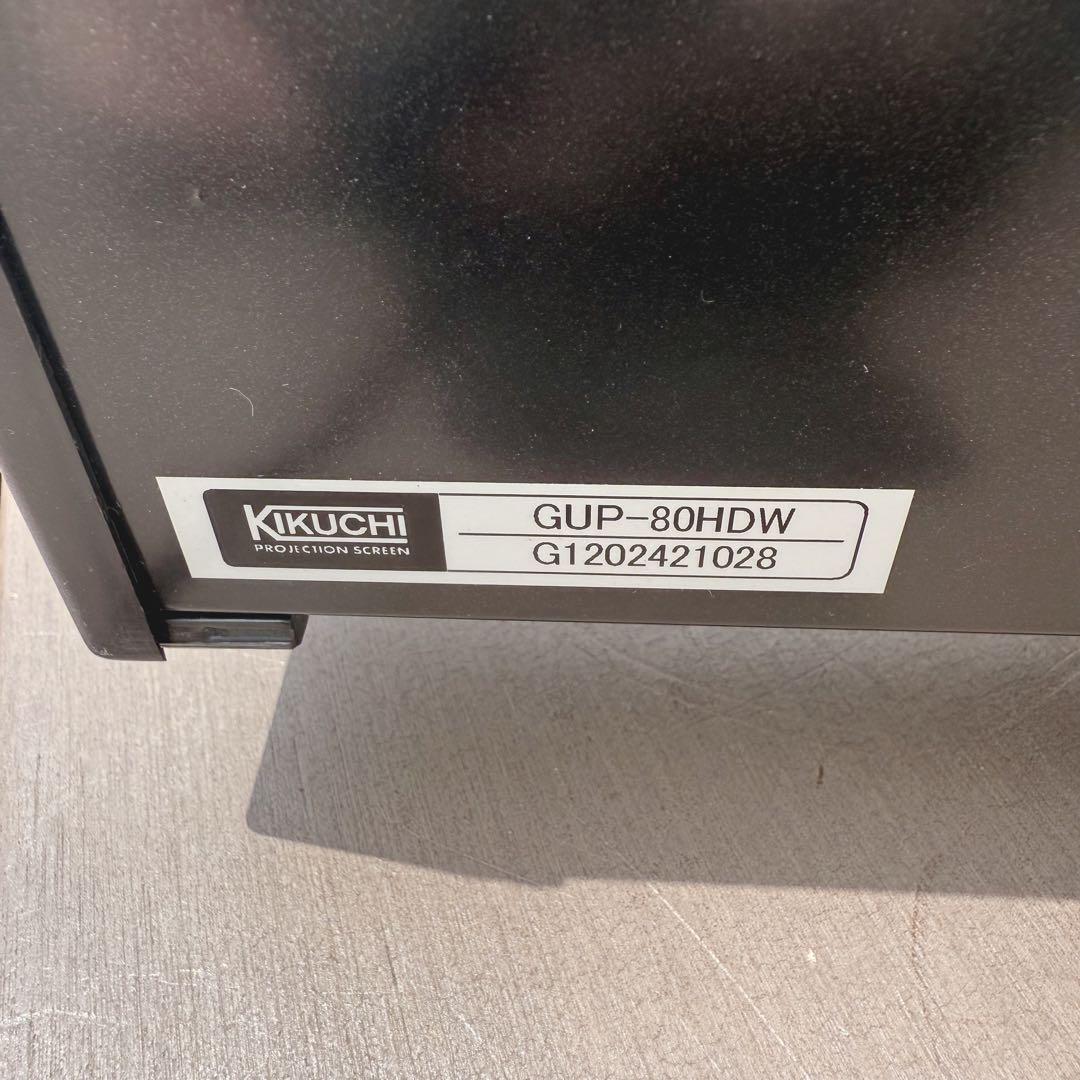 KIKUCHI
PROJECTION SCREEN
GUP-80HDW
G1202421028